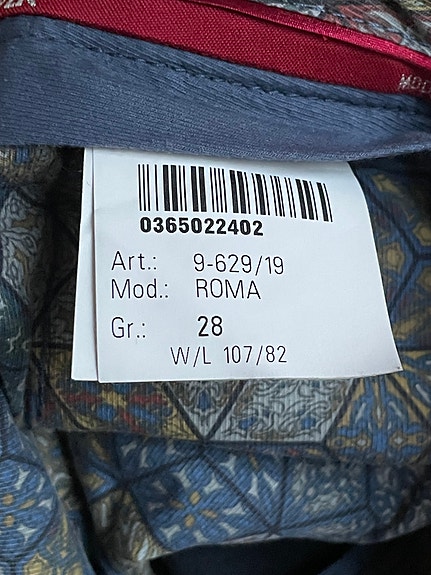 0365022402
Art.: 9-629/19
Mod.: ROMA
Gr.: 28
W/L 107/82